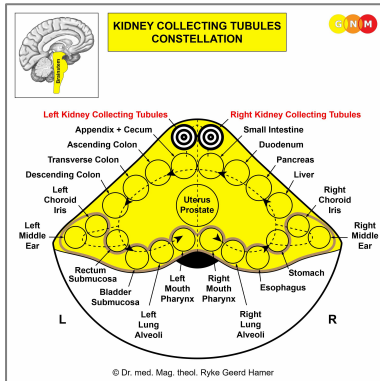 KIDNEY COLLECTING TUBULES
CONSTELLATION
G N M
Brainstem
Left Kidney Collecting Tubules
Right Kidney Collecting Tubules
Appendix + Cecum
Small Intestine
Ascending Colon
Duodenum
Transverse Colon
Pancreas
Descending Colon
Liver
Left
Choroid
Iris
Uterus
Prostate
Right
Choroid
Iris
Left
Middle
Ear
Right
Middle
Ear
Rectum
Submucosa
Stomach
Bladder
Submucosa
Left
Mouth
Pharynx
Right
Mouth
Pharynx
Esophagus
Left
Lung
Alveoli
Right
Lung
Alveoli
L
R
© Dr. med. Mag. theol. Ryke Geerd Hamer